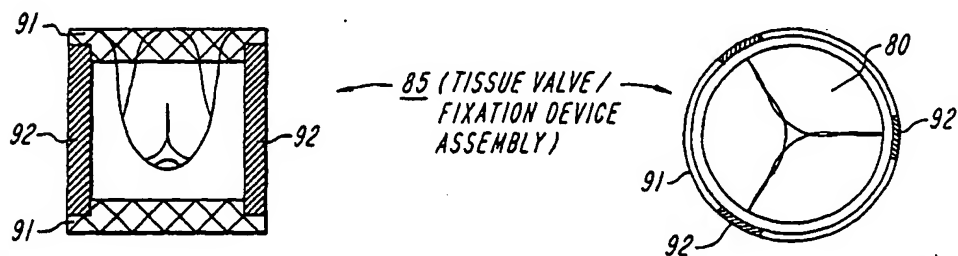 91
92
92
91
85 (TISSUE VALVE/
FIXATION DEVICE
ASSEMBLY)
80
92
91
92